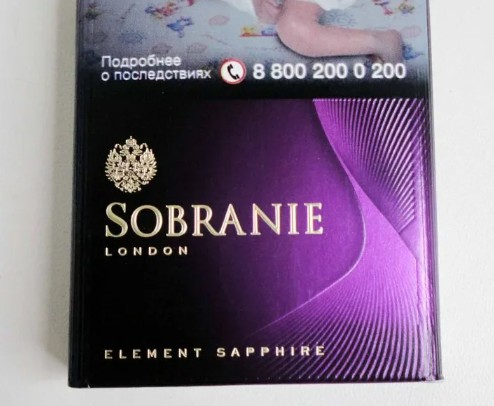 Подробнее
о последствиях 8 800 200 0 200
SOBRANIE
LONDON
ELEMENT SAPPHIRE